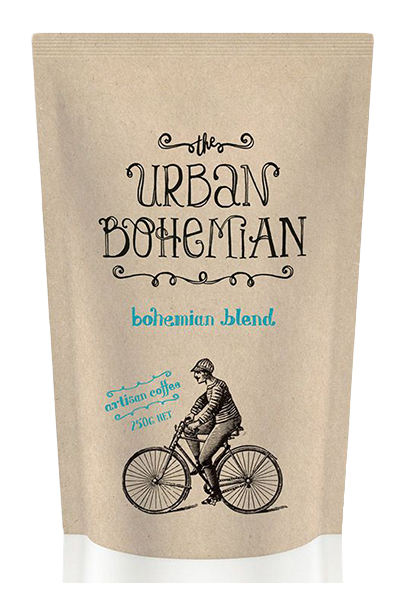 the
URBAN
BOHEMIAN
bohemian blend
artisan coffee
250G NET